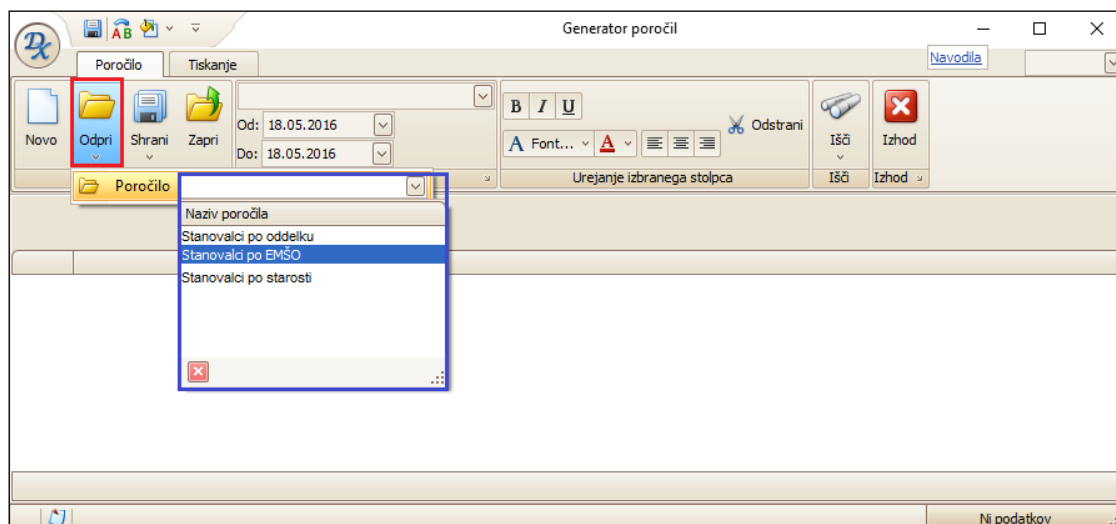 Generator poročil
Poročilo
Tiskanje
Navodila
Novo
Odpri
Shrani
Zapri
Od: 18.05.2016
Do: 18.05.2016
B I U
A Font... A
Odstrani
Išči
Izhod
Urejanje izbranega stolpca
Išči
Izhod
Poročilo
Naziv poročila
Stanovalci po oddelku
Stanovalci po EMŠO
Stanovalci po starosti
Ni podatkov